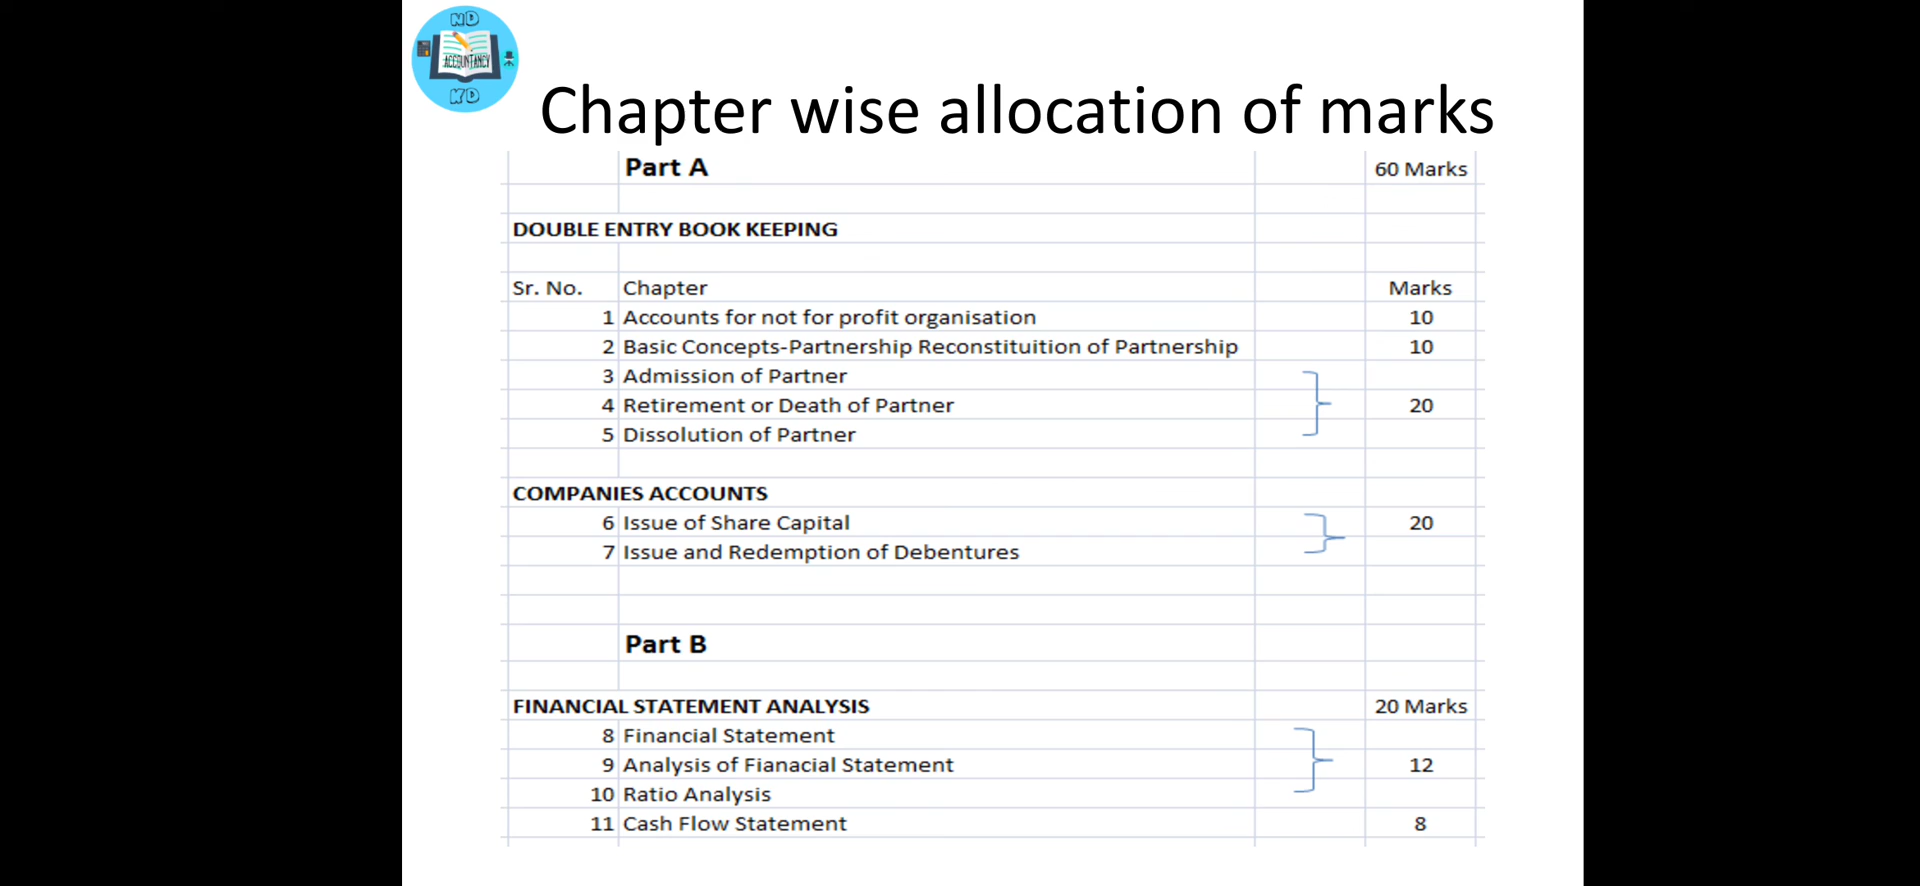 ND
ACCOUNTANCY
KD
Chapter wise allocation of marks
Part A 60 Marks
DOUBLE ENTRY BOOK KEEPING
Sr. No. Chapter Marks
1 Accounts for not for profit organisation 10
2 Basic Concepts-Partnership Reconstituition of Partnership 10
3 Admission of Partner
4 Retirement or Death of Partner 20
5 Dissolution of Partner
COMPANIES ACCOUNTS
6 Issue of Share Capital 20
7 Issue and Redemption of Debentures
Part B
FINANCIAL STATEMENT ANALYSIS 20 Marks
8 Financial Statement
9 Analysis of Fianacial Statement 12
10 Ratio Analysis
11 Cash Flow Statement 8